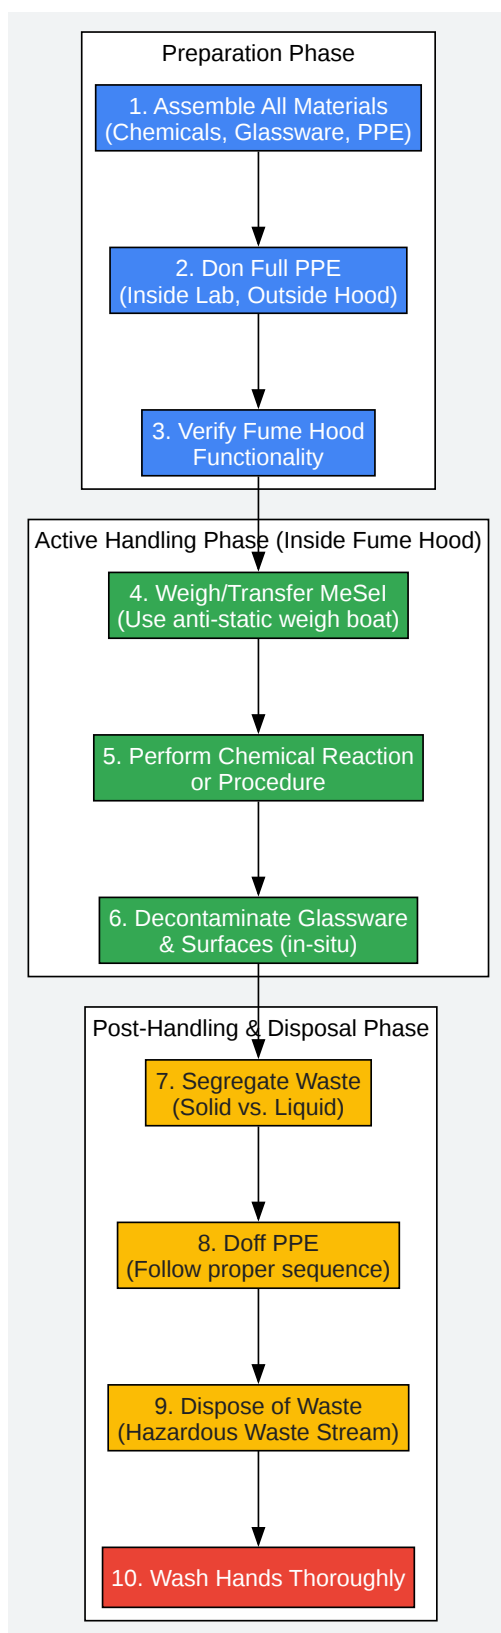 Preparation Phase
1. Assemble All Materials
(Chemicals, Glassware, PPE)
2. Don Full PPE
(Inside Lab, Outside Hood)
3. Verify Fume Hood
Functionality
Active Handling Phase (Inside Fume Hood)
4. Weigh/Transfer MeSeI
(Use anti-static weigh boat)
5. Perform Chemical Reaction
or Procedure
6. Decontaminate Glassware
& Surfaces (in-situ)
Post-Handling & Disposal Phase
7. Segregate Waste
(Solid vs. Liquid)
8. Doff PPE
(Follow proper sequence)
9. Dispose of Waste
(Hazardous Waste Stream)
10. Wash Hands Thoroughly